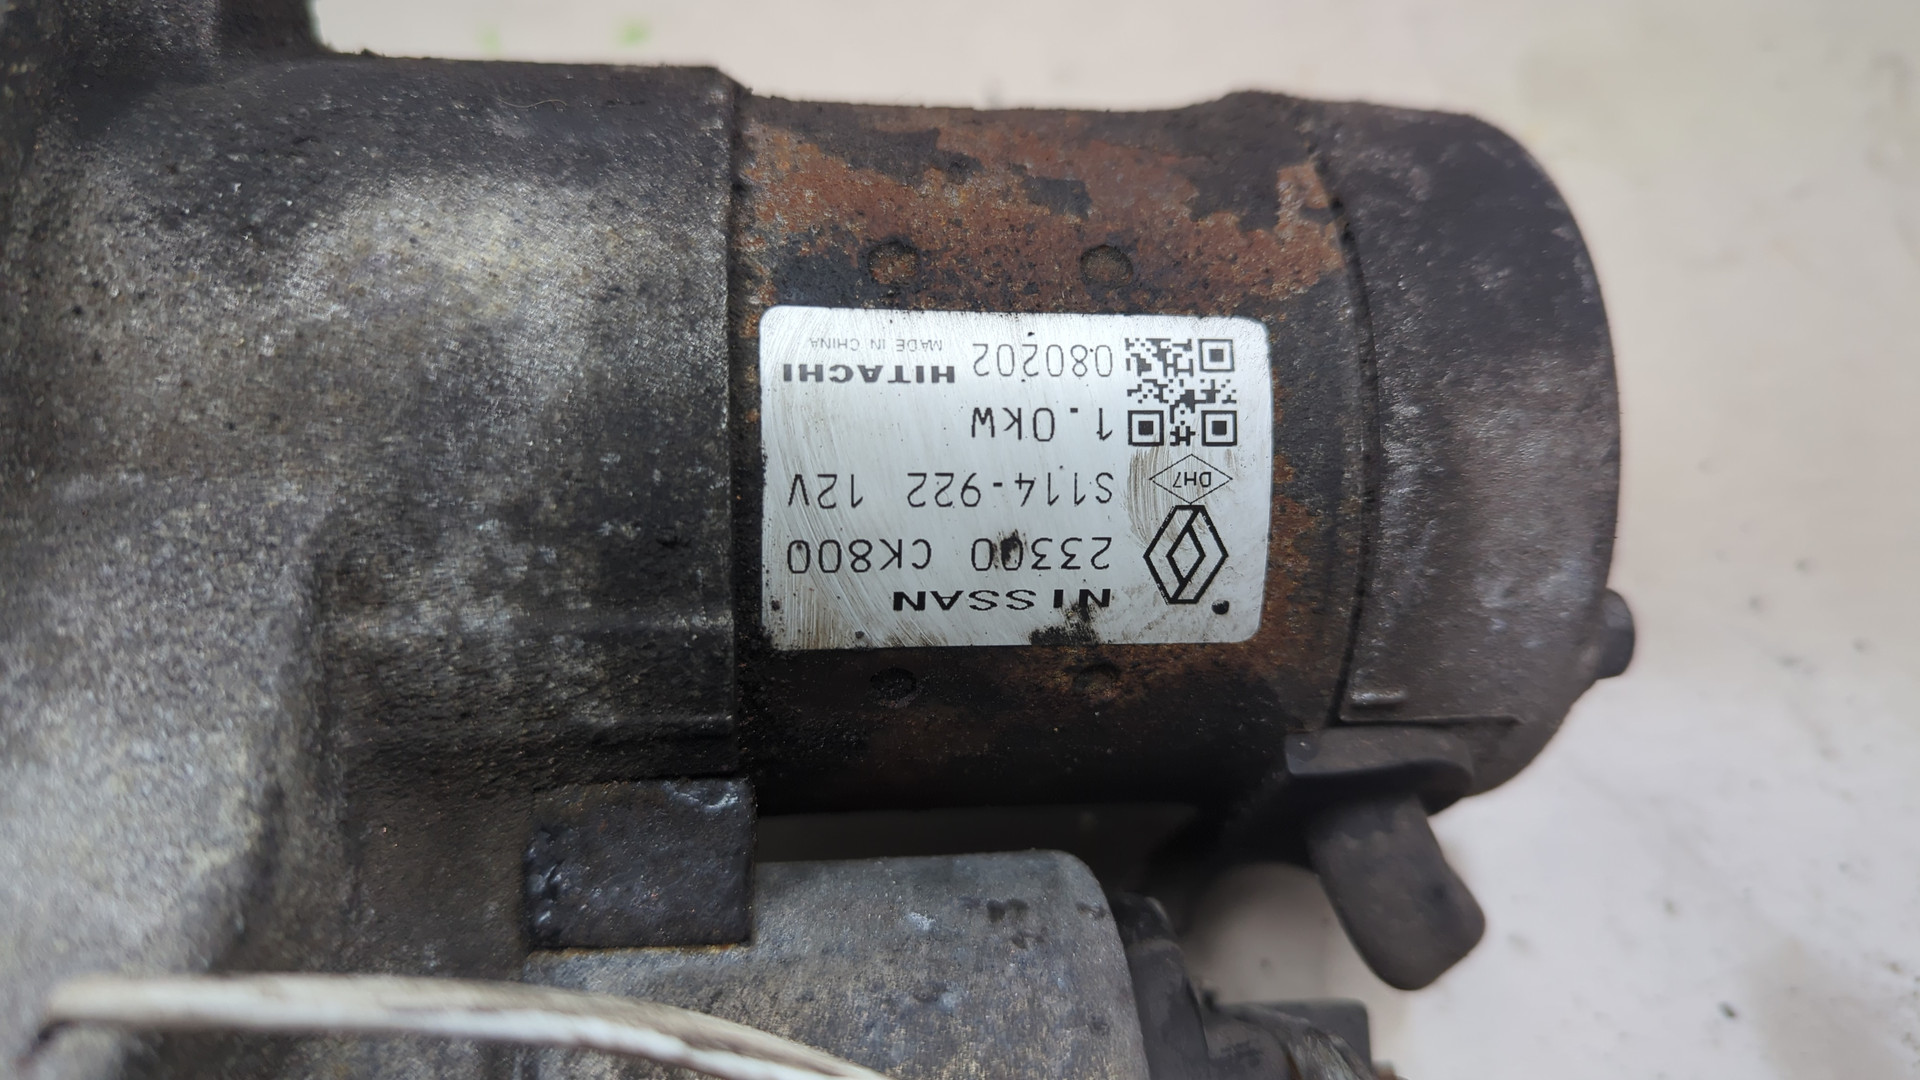 NISSAN
23300 CK800
S114-922 12V
DH7
1.0kW
080202 HITACHI
MADE IN CHINA